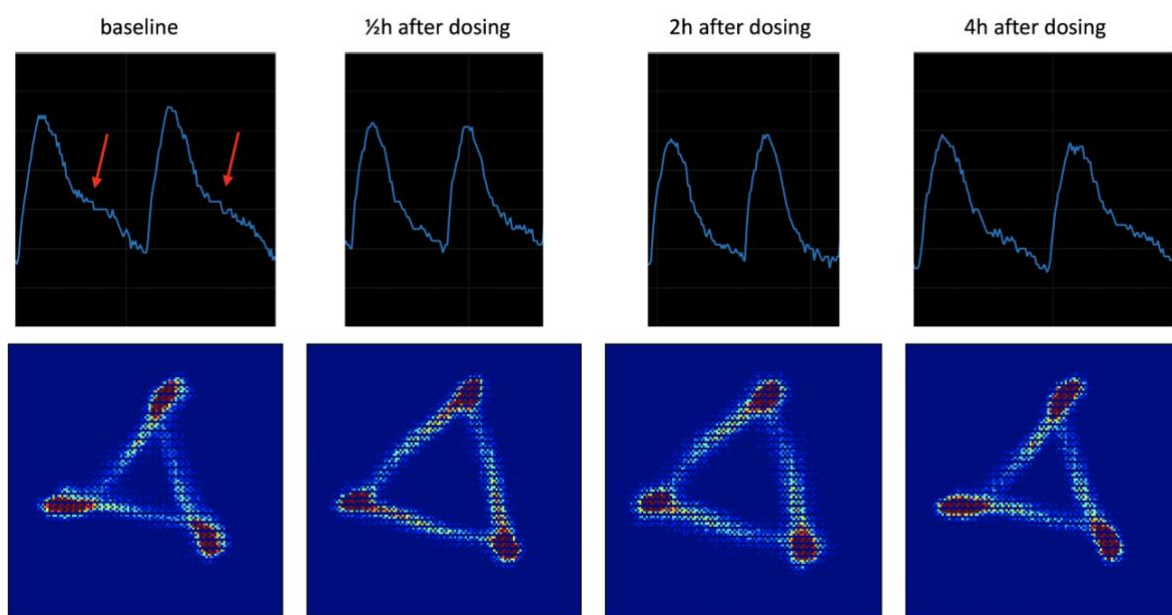 baseline
½h after dosing
2h after dosing
4h after dosing